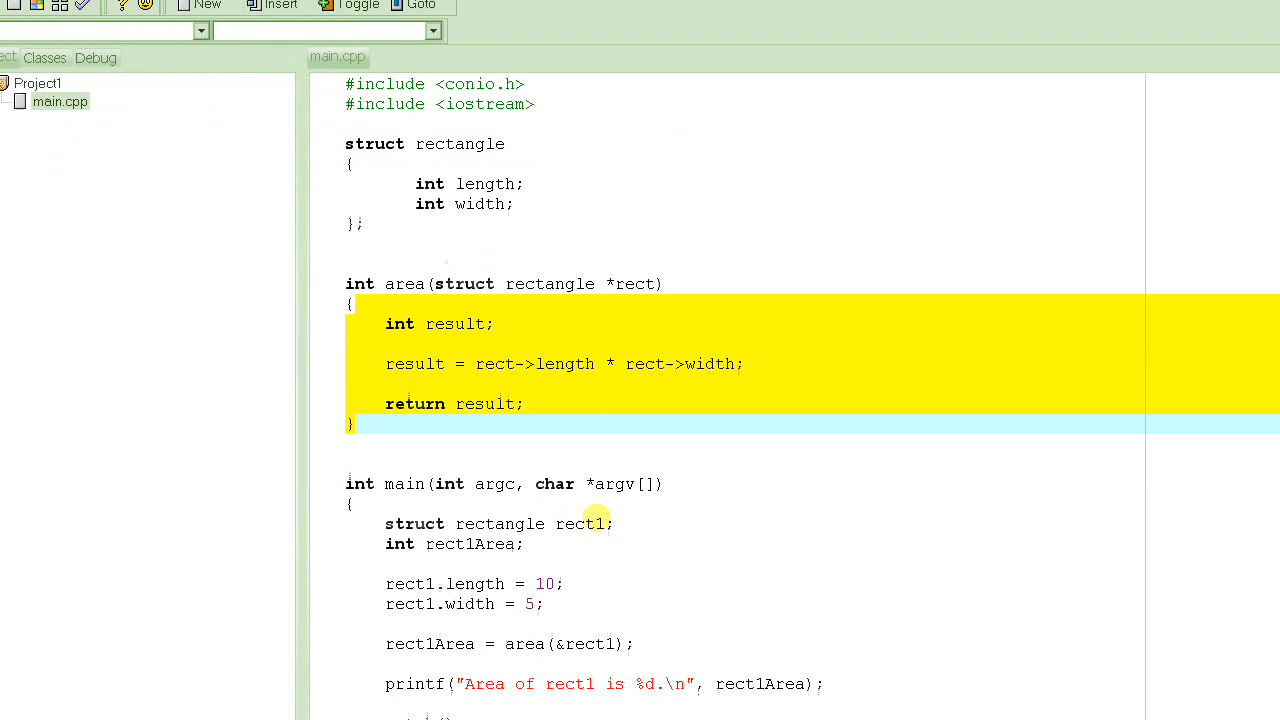 New Insert Toggle Goto
Classes Debug
main.cpp
Project1
main.cpp
#include <conio.h>
#include <iostream>
struct rectangle
{
int length;
int width;
};
int area(struct rectangle *rect)
{
int result;
result = rect->length * rect->width;
return result;
}
int main(int argc, char *argv[])
{
struct rectangle rect1;
int rect1Area;
rect1.length = 10;
rect1.width = 5;
rect1Area = area(&rect1);
printf("Area of rect1 is %d.\n", rect1Area);